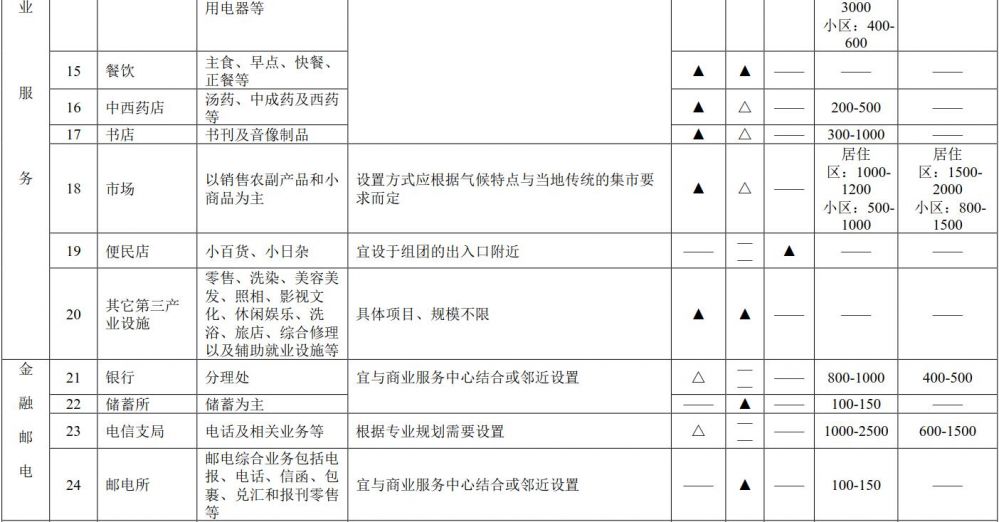 业
用电器等
3000
小区：400-
600
服
15 餐饮 主食、早点、快餐、
正餐等 ▲ ▲ —— —— ——
16 中西药店 汤药、中成药及西药
等 ▲ △ —— 200-500 ——
17 书店 书刊及音像制品 ▲ △ —— 300-1000 ——
务
18 市场 以销售农副产品和小
商品为主
设置方式应根据气候特点与当地传统的集市要
求而定
▲ △ ——
居住
区：1000-
1200
小区：500-
1000
居住
区：1500-
2000
小区：800-
1500
19 便民店 小百货、小日杂 宜设于组团的出入口附近 —— —— ▲ —— ——
20 其它第三产
业设施
零售、洗染、美容美
发、照相、影视文
化、休闲娱乐、洗
浴、旅店、综合修理
以及辅助就业设施等
具体项目、规模不限 ▲ ▲ —— —— ——
金
融
邮
电
21 银行 分理处 宜与商业服务中心结合或邻近设置 △ —— —— 800-1000 400-500
22 储蓄所 储蓄为主 —— ▲ —— 100-150 ——
23 电信支局 电话及相关业务等 根据专业规划需要设置 △ —— —— 1000-2500 600-1500
24 邮电所 邮电综合业务包括电
报、电话、信函、包
裹、兑汇和报刊零售
等
宜与商业服务中心结合或邻近设置 —— ▲ —— 100-150 ——